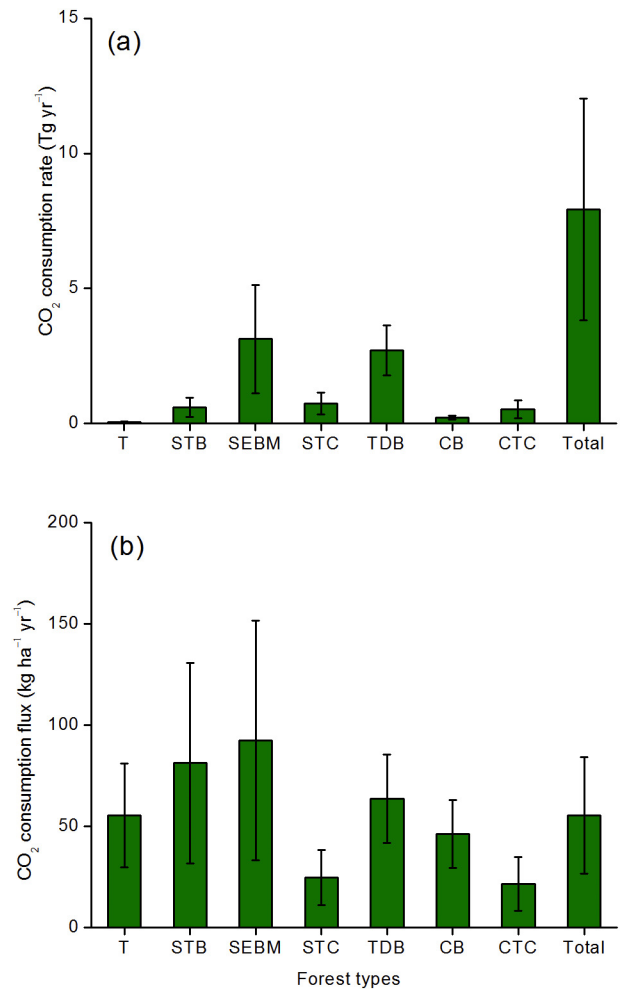 (a)
CO₂ consumption rate (Tg yr⁻¹)
15
10
5
0
T STB SEBM STC TDB CB CTC Total
(b)
CO₂ consumption flux (kg ha⁻¹ yr⁻¹)
200
150
100
50
0
T STB SEBM STC TDB CB CTC Total
Forest types